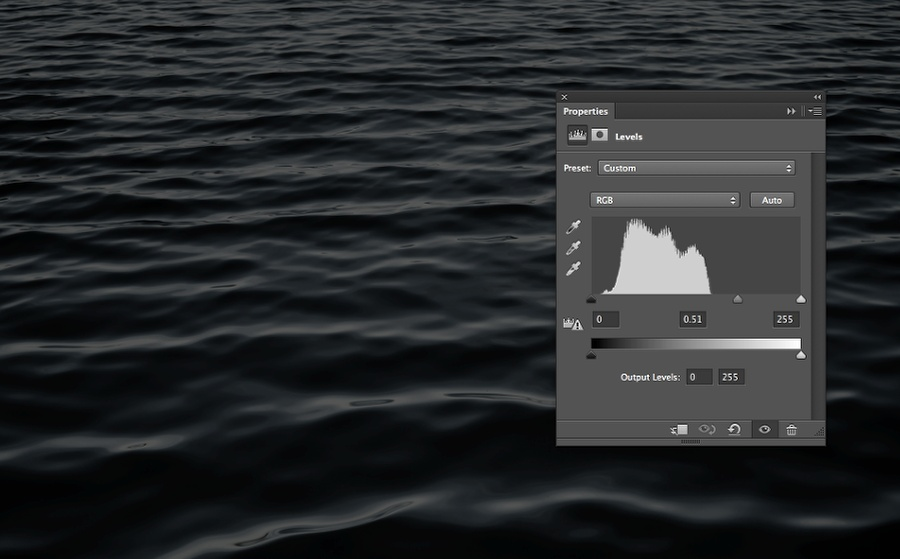 Properties
Levels
Preset: Custom
RGB Auto
0 0.51 255
Output Levels: 0 255